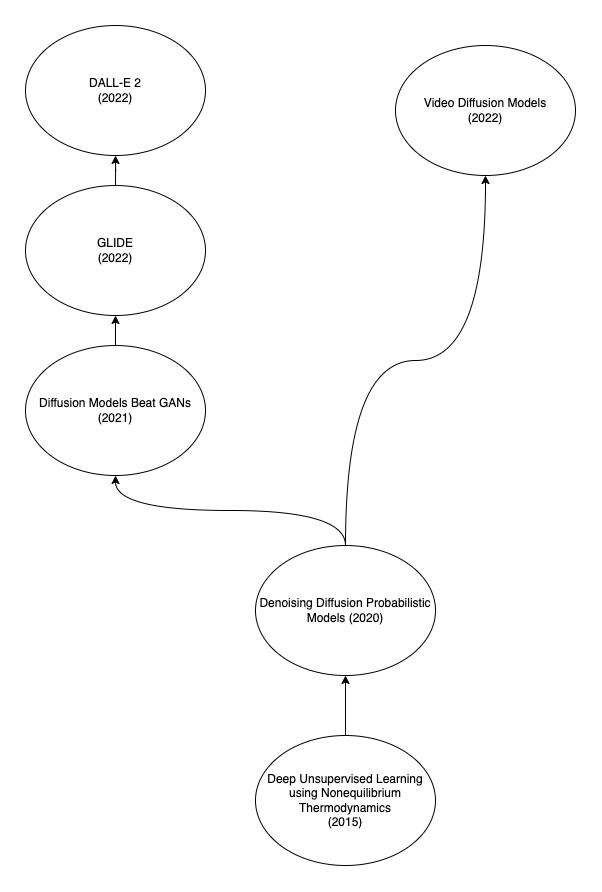 DALL-E 2
(2022)
Video Diffusion Models
(2022)
GLIDE
(2022)
Diffusion Models Beat GANs
(2021)
Denoising Diffusion Probabilistic
Models (2020)
Deep Unsupervised Learning
using Nonequilibrium
Thermodynamics
(2015)